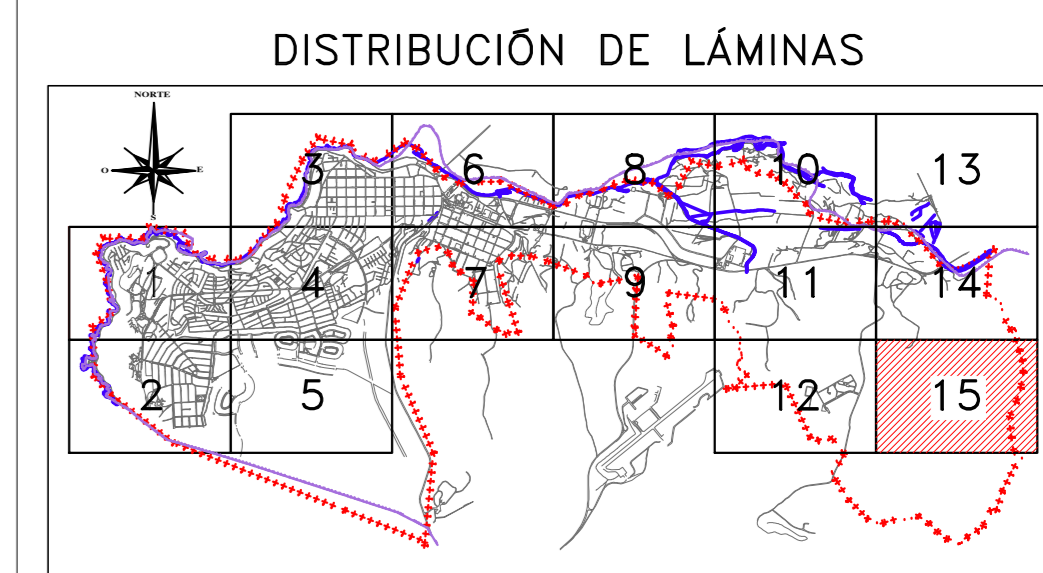 DISTRIBUCIÓN DE LÁMINAS
NORTE
O E
S
3 6 8 10 13
1 4 7 9 11 14
2 5 12 15